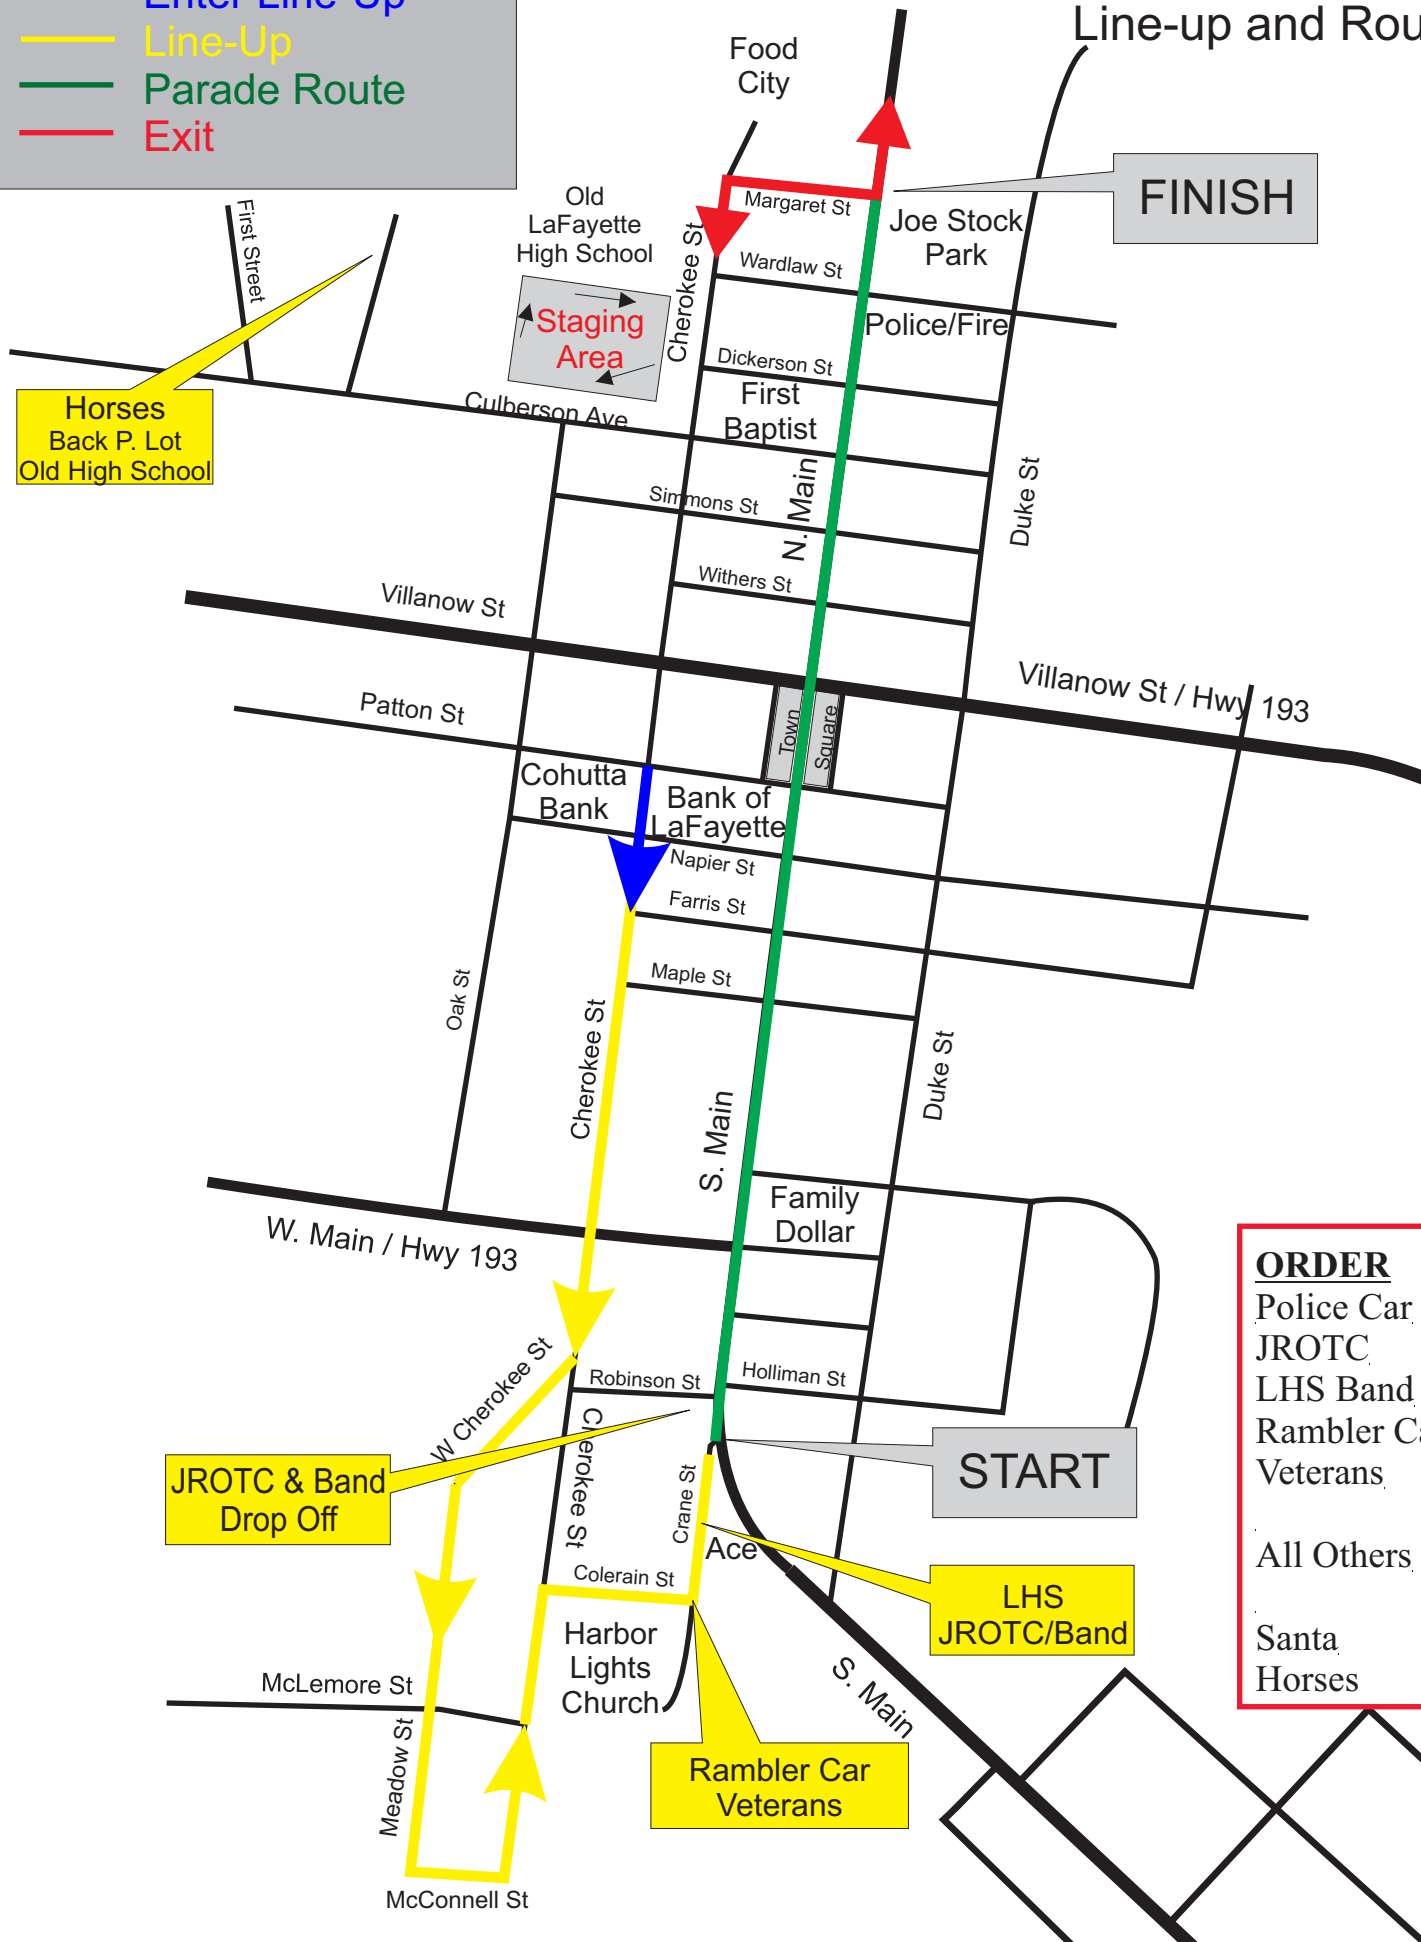 Line-up and Rou
Enter Line-Up
Line-Up
Parade Route
Exit
Food
City
FINISH
Old
LaFayette
High School
Margaret St
Joe Stock
Park
First Street
Cherokee St
Wardlaw St
Staging
Area
Police/Fire
Dickerson St
Horses
Back P. Lot
Old High School
Culberson Ave
First
Baptist
N. Main
Duke St
Simmons St
Withers St
Villanow St
Villanow St / Hwy 193
Patton St
Town
Square
Cohutta
Bank
Bank of
LaFayette
Napier St
Farris St
Maple St
Oak St
Cherokee St
S. Main
Duke St
Family
Dollar
W. Main / Hwy 193
ORDER
Police Car
JROTC
LHS Band
Rambler Ca
Veterans
All Others
Santa
Horses
W Cherokee St
Robinson St
Holliman St
Cherokee St
JROTC & Band
Drop Off
START
Crane St
Ace
Colerain St
LHS
JROTC/Band
Harbor
Lights
Church
S. Main
McLemore St
Meadow St
Rambler Car
Veterans
McConnell St